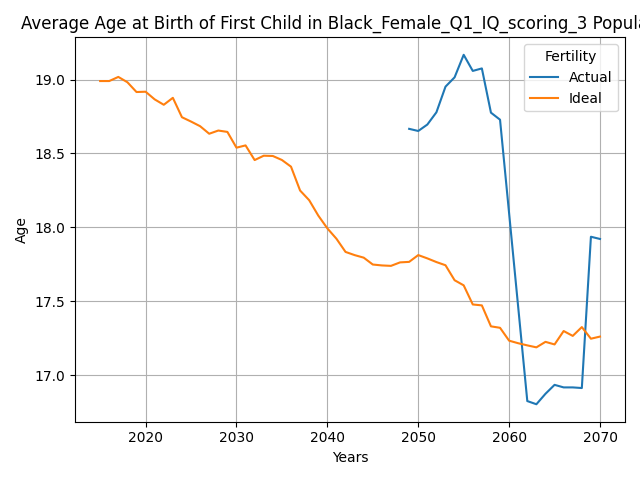 Average Age at Birth of First Child in Black_Female_Q1_IQ_scoring_3 Popula
Fertility
Actual
Ideal
19.0
18.5
18.0
17.5
17.0
Age
2020 2030 2040 2050 2060 2070
Years